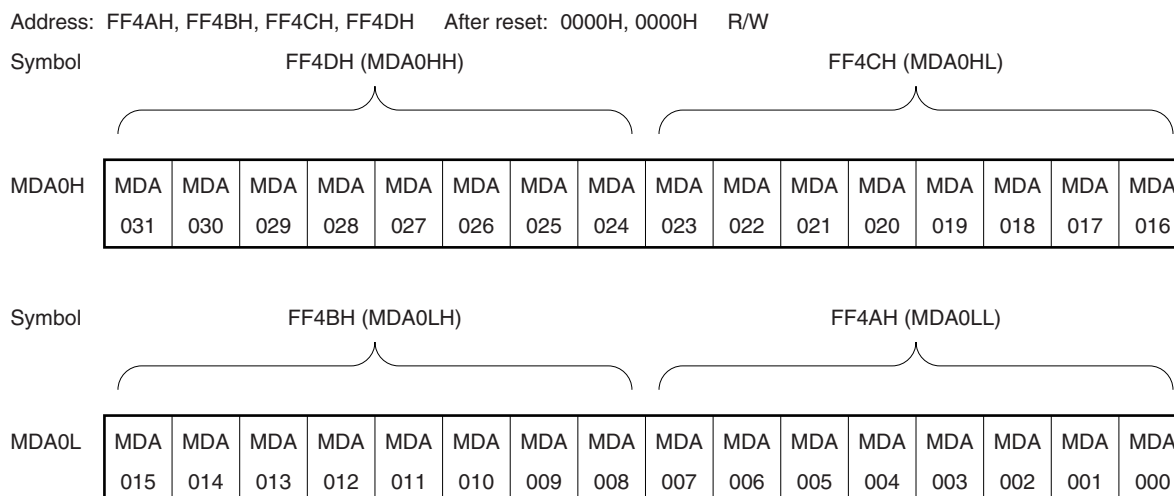 Address: FF4AH, FF4BH, FF4CH, FF4DH After reset: 0000H, 0000H R/W
Symbol FF4DH (MDA0HH) FF4CH (MDA0HL)
MDA0H MDA MDA MDA MDA MDA MDA MDA MDA MDA MDA MDA MDA MDA MDA MDA MDA
031 030 029 028 027 026 025 024 023 022 021 020 019 018 017 016
Symbol FF4BH (MDA0LH) FF4AH (MDA0LL)
MDA0L MDA MDA MDA MDA MDA MDA MDA MDA MDA MDA MDA MDA MDA MDA MDA MDA
015 014 013 012 011 010 009 008 007 006 005 004 003 002 001 000